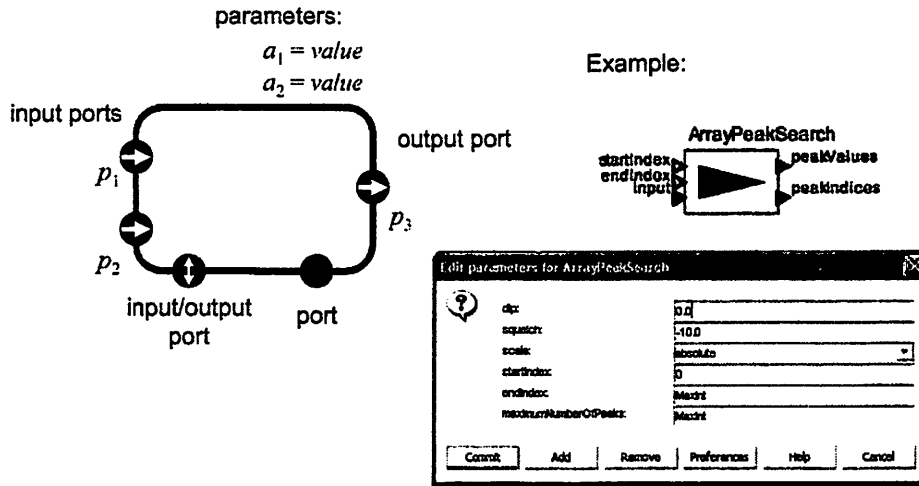 parameters:
a1 = value
a2 = value
input ports
p1
p2
input/output
port
port
output port
p3
Example:
ArrayPeakSearch
startIndex
endIndex
input
peakValues
peakIndices
Edit parameters for ArrayPeakSearch
?
dip:
0.0
squelch:
-10.0
scale:
absolute
startIndex:
0
endIndex:
MaxInt
maximumNumberOfPeaks:
MaxInt
Commit
Add
Remove
Preferences
Help
Cancel